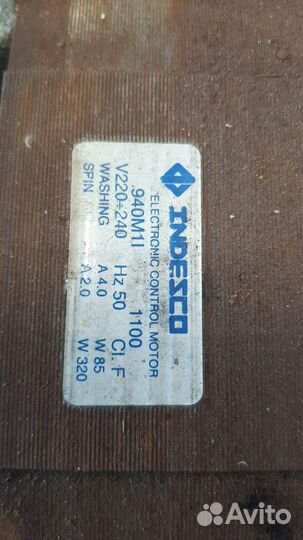 INDESCO
ELECTRONIC CONTROL MOTOR
.940M1I 1100
V220÷240 Hz 50 Cl. F
WASHING A 4.0 W 85
SPIN A 2.0 W 320
Avito